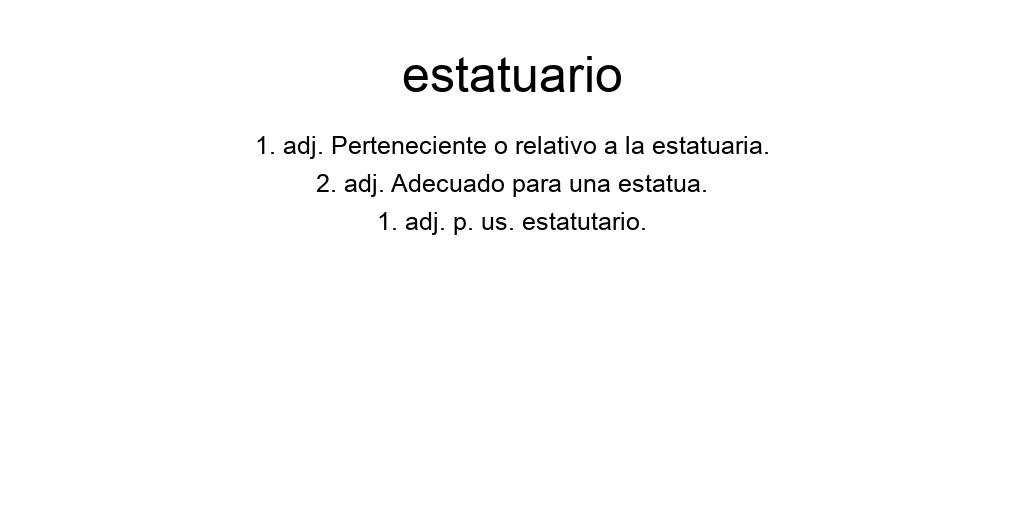 estatuario
1. adj. Perteneciente o relativo a la estatuaria.
2. adj. Adecuado para una estatua.
1. adj. p. us. estatutario.